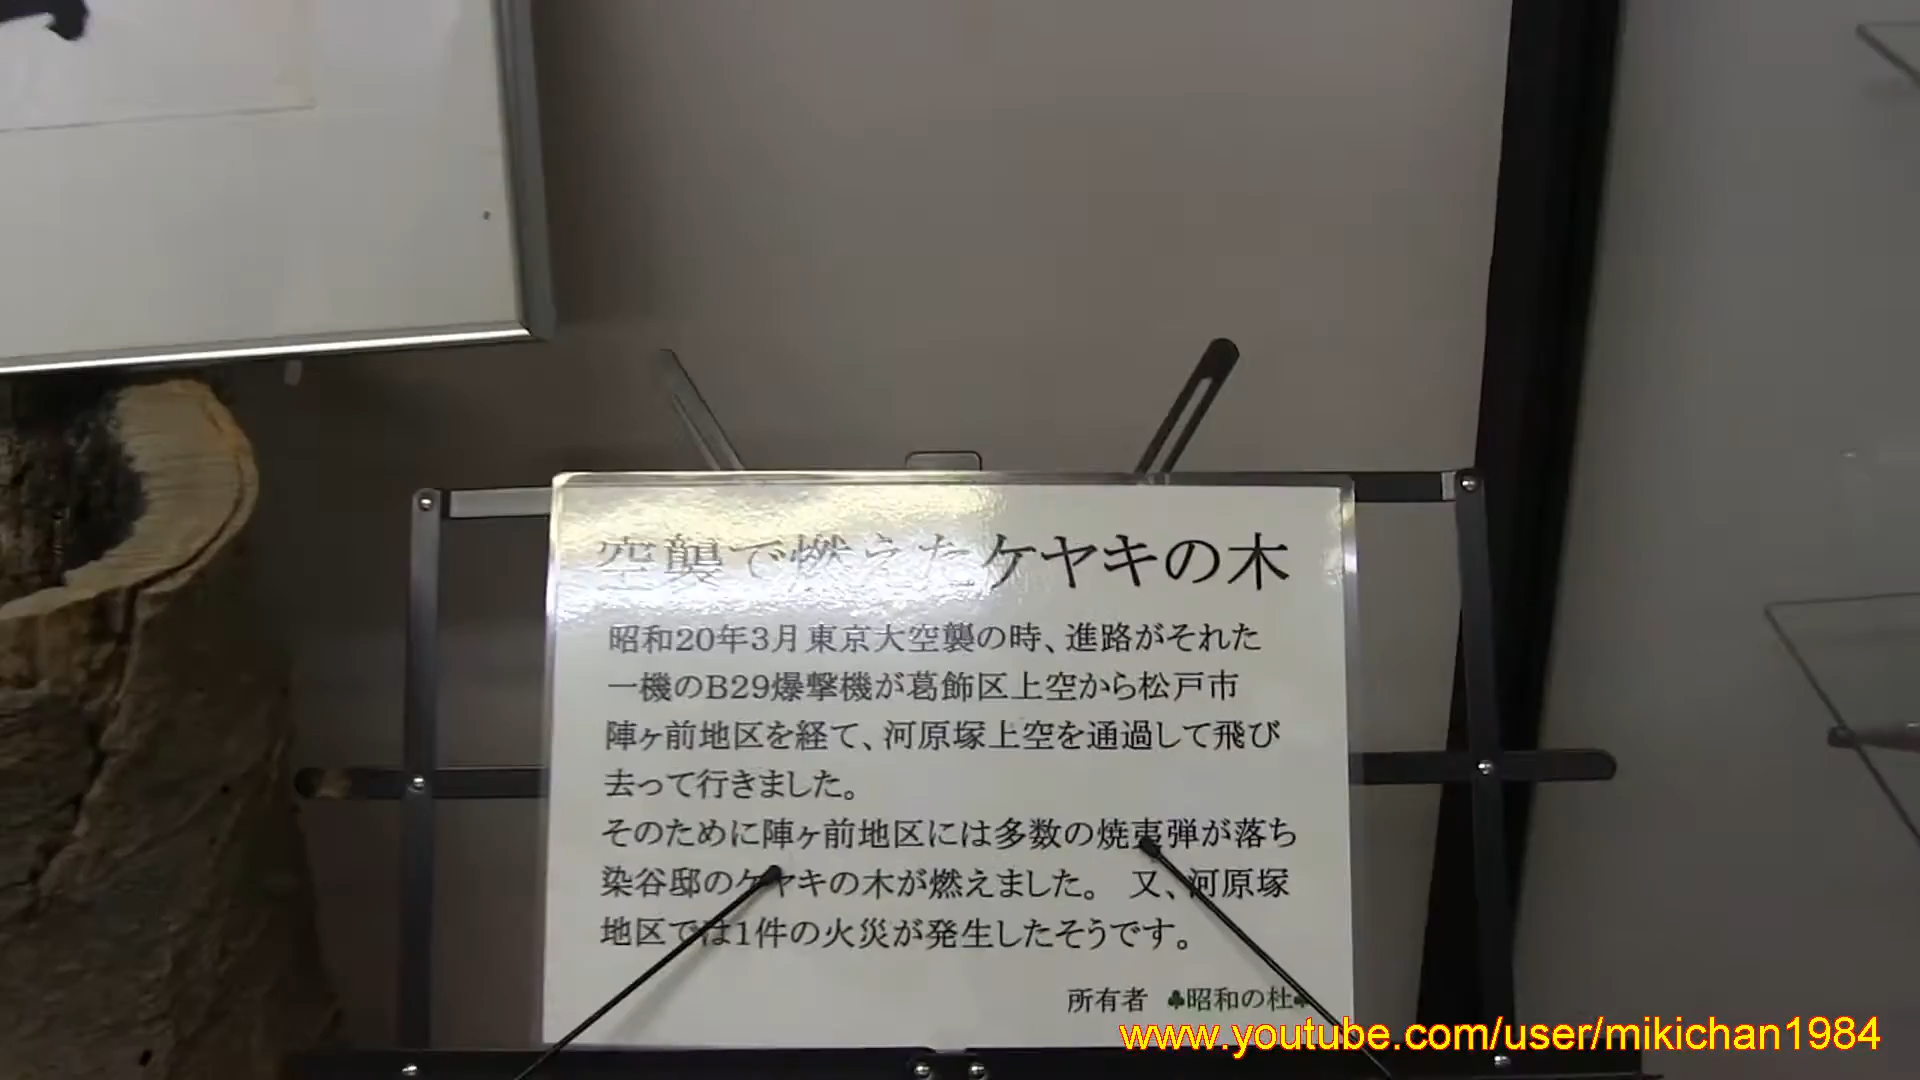 空襲で燃えたケヤキの木
昭和20年3月東京大空襲の時、進路がそれた
一機のB29爆撃機が葛飾区上空から松戸市
陣ヶ前地区を経て、河原塚上空を通過して飛び
去って行きました。
そのために陣ヶ前地区には多数の焼夷弾が落ち
染谷邸のケヤキの木が燃えました。 又、河原塚
地区では1件の火災が発生したそうです。
所有者 ♣昭和の杜♣
www.youtube.com/user/mikichan1984